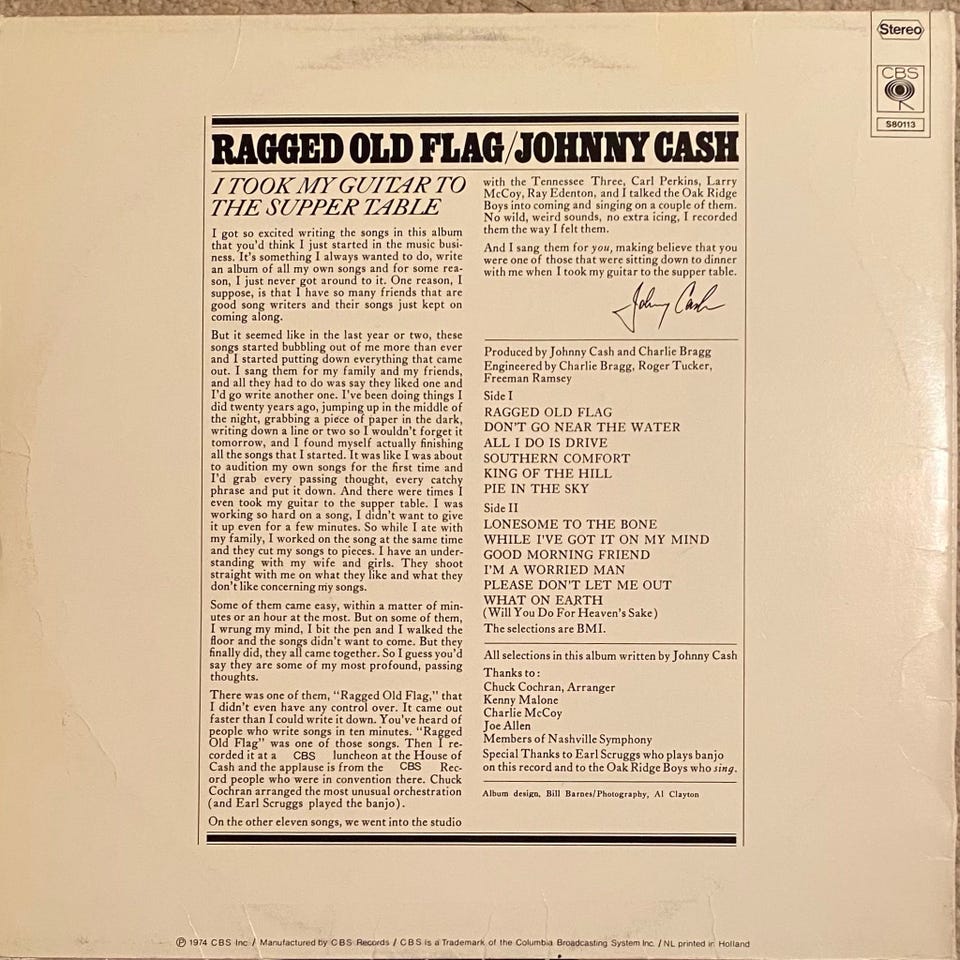 Stereo
CBS
S80113
RAGGED OLD FLAG/JOHNNY CASH
I TOOK MY GUITAR TO
THE SUPPER TABLE
I got so excited writing the songs in this album
that you'd think I just started in the music busi-
ness. It's something I always wanted to do, write
an album of all my own songs and for some rea-
son, I just never got around to it. One reason, I
suppose, is that I have so many friends that are
good song writers and their songs just kept on
coming along.
But it seemed like in the last year or two, these
songs started bubbling out of me more than ever
and I started putting down everything that came
out. I sang them for my family and my friends,
and all they had to do was say they liked one and
I'd go write another one. I've been doing things I
did twenty years ago, jumping up in the middle of
the night, grabbing a piece of paper in the dark,
writing down a line or two so I wouldn't forget it
tomorrow, and I found myself actually finishing
all the songs that I started. It was like I was about
to audition my own songs for the first time and
I'd grab every passing thought, every catchy
phrase and put it down. And there were times I
even took my guitar to the supper table. I was
working so hard on a song, I didn't want to give
it up even for a few minutes. So while I ate with
my family, I worked on the song at the same time
and they cut my songs to pieces. I have an under-
standing with my wife and girls. They shoot
straight with me on what they like and what they
don't like concerning my songs.
Some of them came easy, within a matter of min-
utes or an hour at the most. But on some of them,
I wrung my mind, I bit the pen and I walked the
floor and the songs didn't want to come. But they
finally did, they all came together. So I guess you'd
say they are some of my most profound, passing
thoughts.
There was one of them, "Ragged Old Flag," that
I didn't even have any control over. It came out
faster than I could write it down. You've heard of
people who write songs in ten minutes. "Ragged
Old Flag" was one of those songs. Then I re-
corded it at a CBS luncheon at the House of
Cash and the applause is from the CBS Rec-
ord people who were in convention there. Chuck
Cochran arranged the most unusual orchestration
(and Earl Scruggs played the banjo).
On the other eleven songs, we went into the studio
with the Tennessee Three, Carl Perkins, Larry
McCoy, Ray Edenton, and I talked the Oak Ridge
Boys into coming and singing on a couple of them.
No wild, weird sounds, no extra icing, I recorded
them the way I felt them.
And I sang them for you, making believe that you
were one of those that were sitting down to dinner
with me when I took my guitar to the supper table.
Johnny Cash
Produced by Johnny Cash and Charlie Bragg
Engineered by Charlie Bragg, Roger Tucker,
Freeman Ramsey
Side I
RAGGED OLD FLAG
DON'T GO NEAR THE WATER
ALL I DO IS DRIVE
SOUTHERN COMFORT
KING OF THE HILL
PIE IN THE SKY
Side II
LONESOME TO THE BONE
WHILE I'VE GOT IT ON MY MIND
GOOD MORNING FRIEND
I'M A WORRIED MAN
PLEASE DON'T LET ME OUT
WHAT ON EARTH
(Will You Do For Heaven's Sake)
The selections are BMI.
All selections in this album written by Johnny Cash
Thanks to:
Chuck Cochran, Arranger
Kenny Malone
Charlie McCoy
Joe Allen
Members of Nashville Symphony
Special Thanks to Earl Scruggs who plays banjo
on this record and to the Oak Ridge Boys who sing.
Album design, Bill Barnes/Photography, Al Clayton
℗ 1974 CBS Inc. / Manufactured by CBS Records / CBS is a Trademark of the Columbia Broadcasting System Inc. / NL printed in Holland